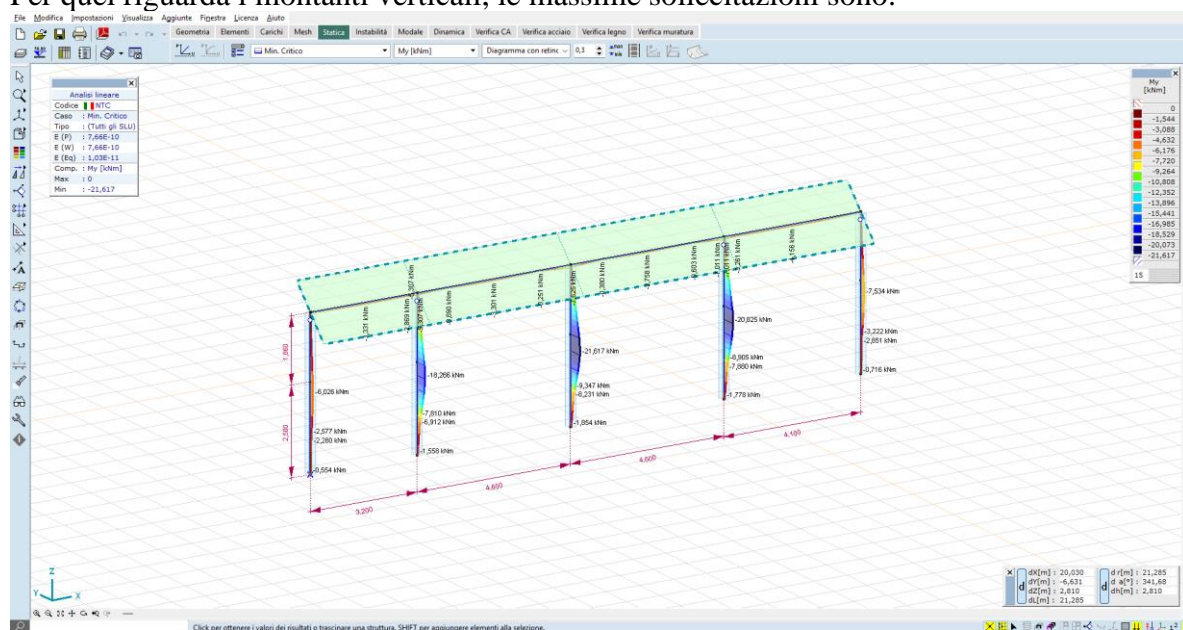 Per quel riguarda i montanti verticali, le massime sollecitazioni sono:
File Modifica Impostazioni Visualizza Aggiunte Finestra Licenza Aiuto
Geometria Elementi Carichi Mesh Statica Instabilità Modale Dinamica Verifica CA Verifica acciaio Verifica legno Verifica muratura
Min. Critico My [kNm] Diagramma con retinc 0,3
Analisi lineare
Codice NTC
Caso : Min. Critico
Tipo : (Tutti gli SLU)
E (P) : 7,66E-10
E (W) : 7,66E-10
E (Eq) : 1,03E-11
Comp. : My [kNm]
Max : 0
Min : -21,617
My
[kNm]
0
-1,544
-3,088
-4,632
-6,176
-7,720
-9,264
-10,808
-12,352
-13,896
-15,441
-16,985
-18,529
-20,073
-21,617
15
-7,534 kNm
-3,222 kNm
-2,851 kNm
-0,716 kNm
-20,825 kNm
-7,880 kNm
-1,778 kNm
-21,617 kNm
-9,347 kNm
-8,231 kNm
-1,854 kNm
-18,266 kNm
-7,810 kNm
-6,912 kNm
-1,558 kNm
-6,026 kNm
-2,577 kNm
-2,280 kNm
-0,554 kNm
1,860
2,580
3,200
4,600
4,600
4,100
Z
Y
X
dX[m] : 20,030
dY[m] : -6,631
dZ[m] : 2,810
dL[m] : 21,285
d r[m] : 21,285
d a[°] : 341,68
dh[m] : 2,810
Click per ottenere i valori dei risultati o trascinare una struttura. SHIFT per aggiungere elementi alla selezione.